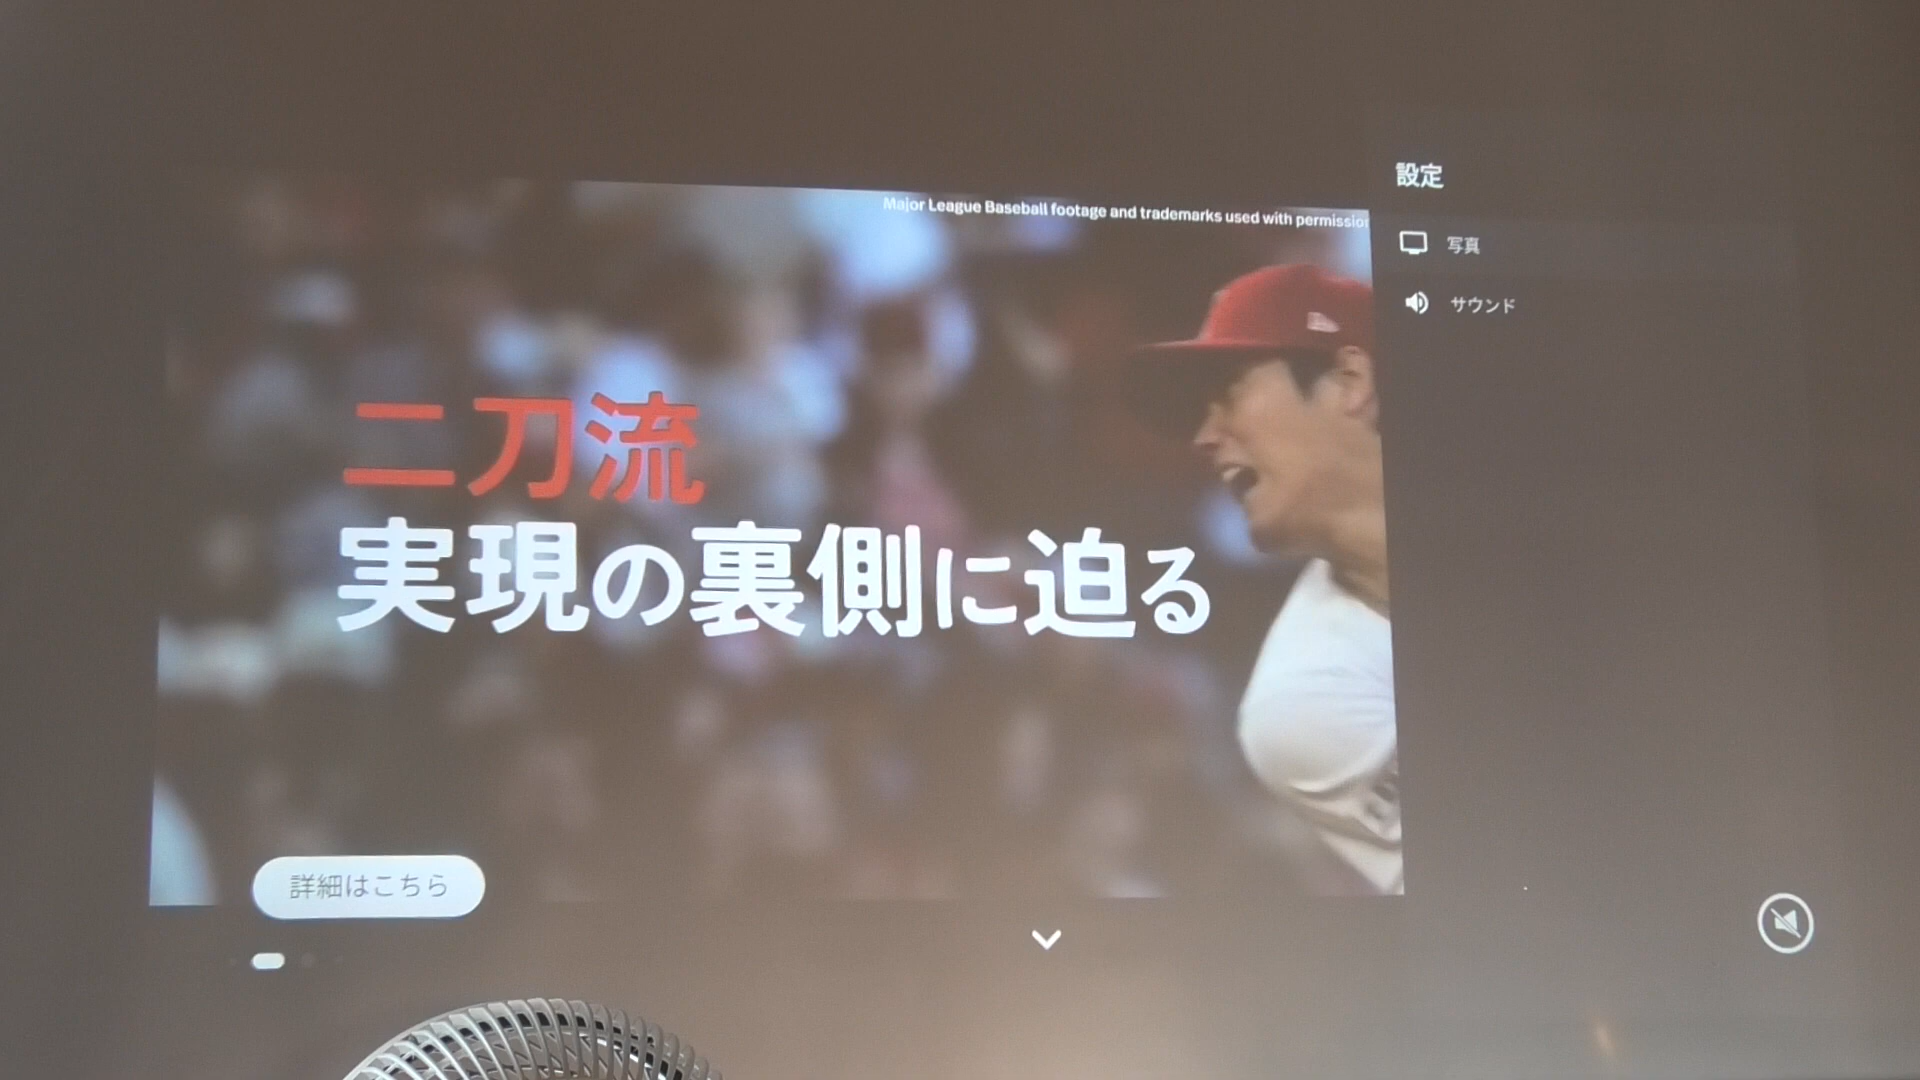 Major League Baseball footage and trademarks used with permission
設定
写真
サウンド
二刀流
実現の裏側に迫る
詳細はこちら